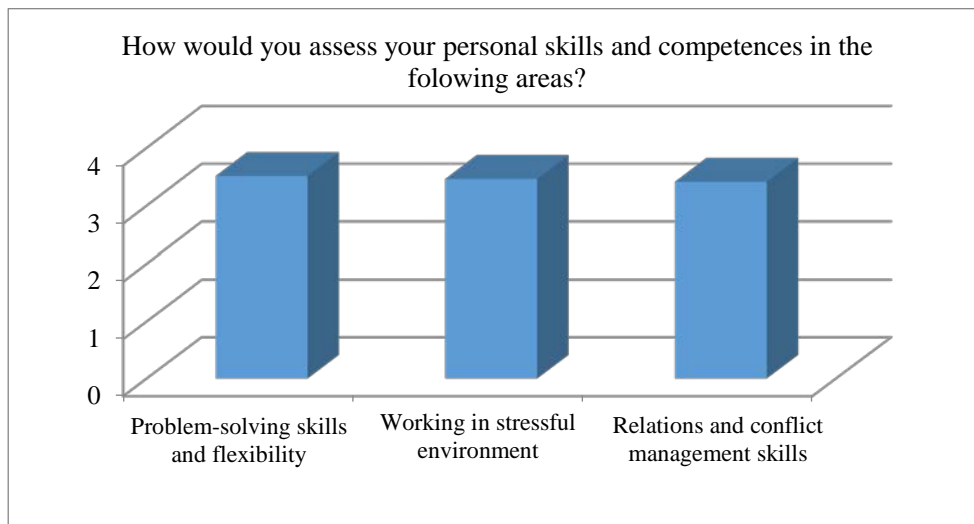 How would you assess your personal skills and competences in the
folowing areas?
4
3
2
1
0
Problem-solving skills
and flexibility
Working in stressful
environment
Relations and conflict
management skills